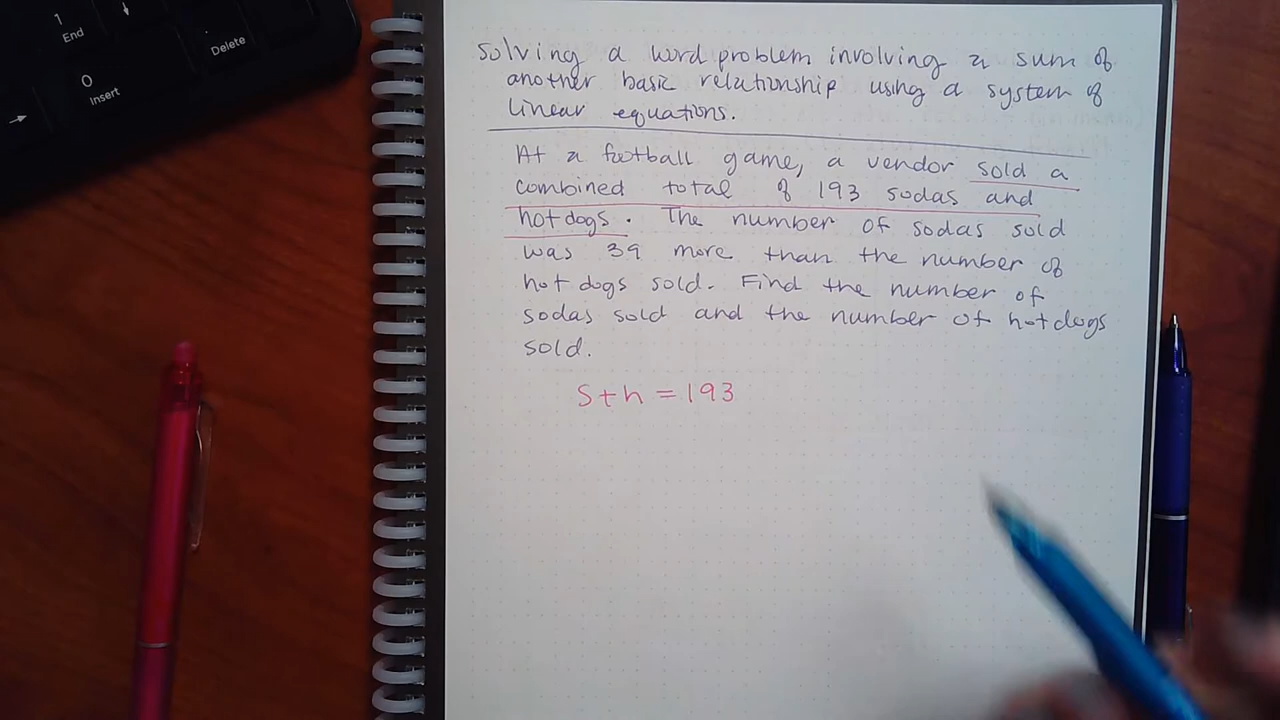 1
End
↓
Delete
0
Insert
→
Solving a word problem involving a sum of
another basic relationship using a system of
linear equations.
At a football game, a vendor sold a
combined total of 193 sodas and
hotdogs. The number of sodas sold
was 39 more than the number of
hotdogs sold. Find the number of
sodas sold and the number of hotdogs
sold.
S+h=193